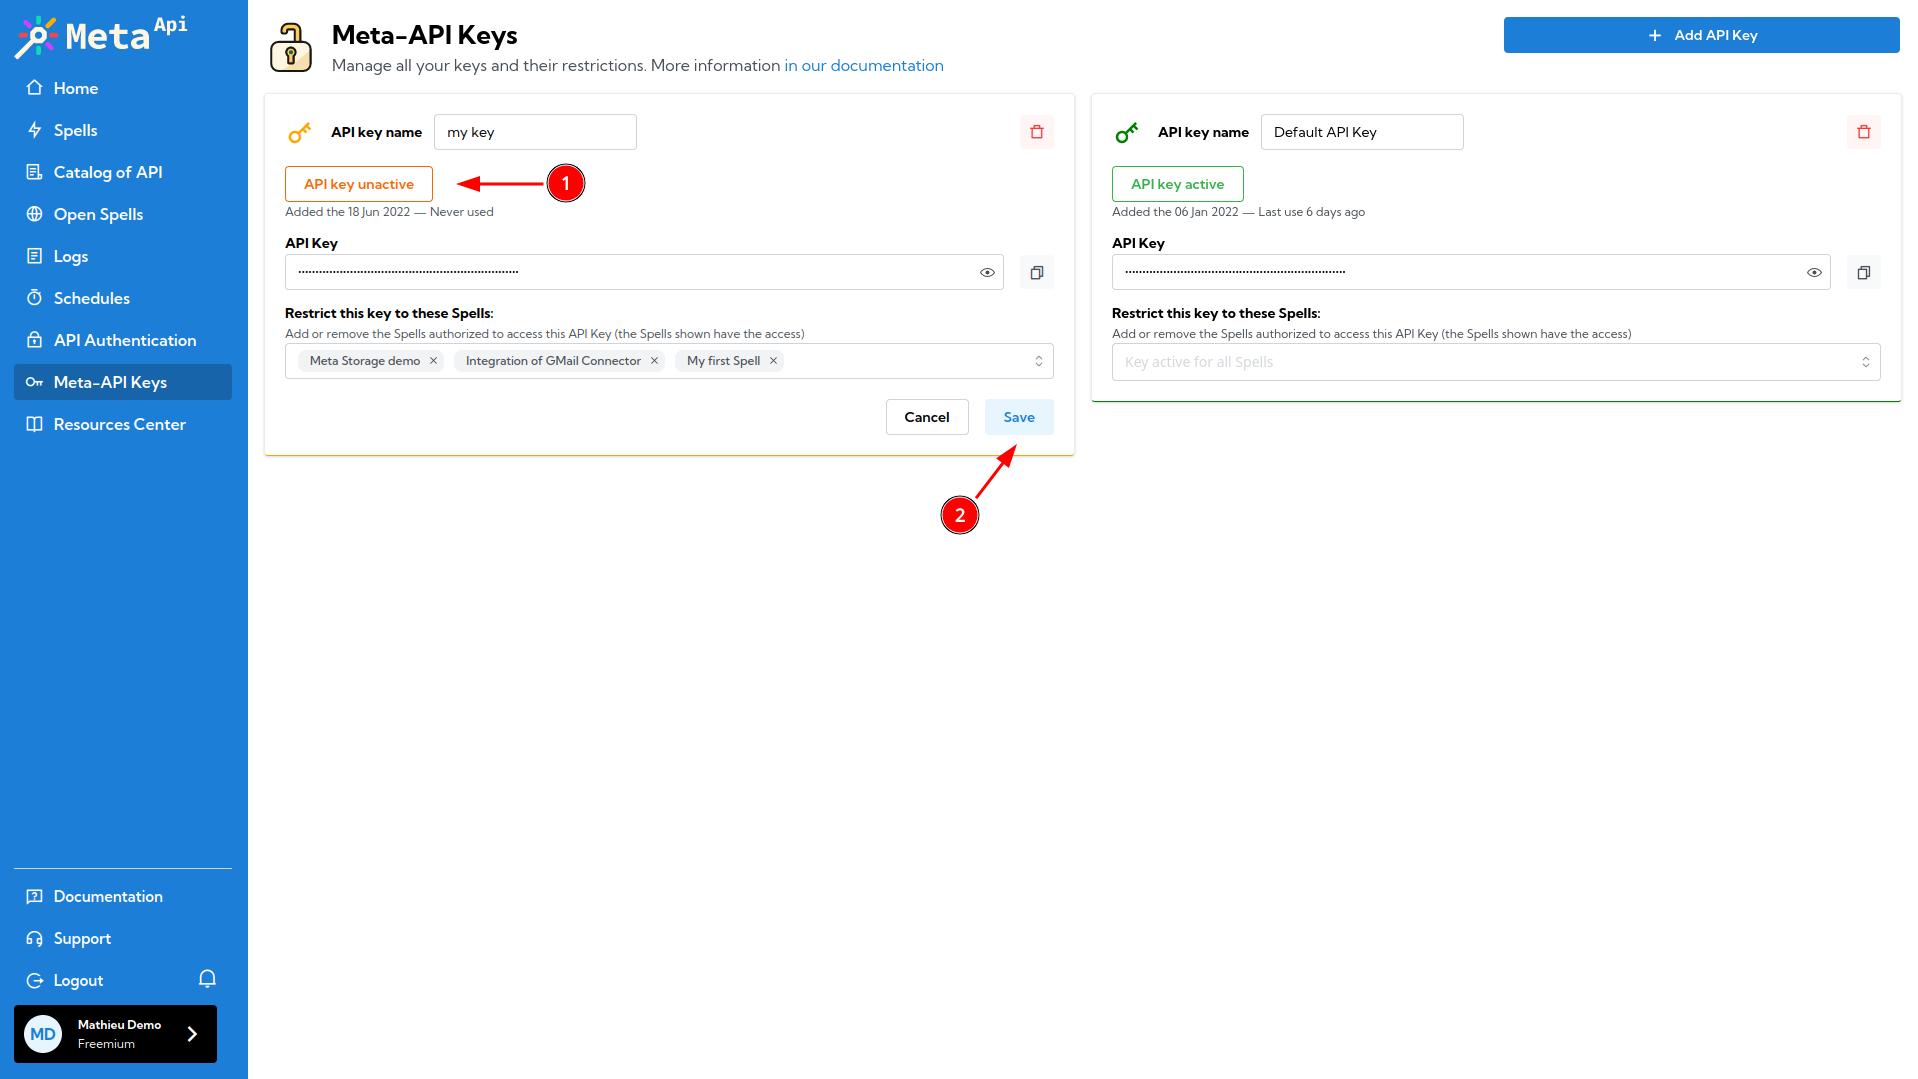 Meta Api
Home
Spells
Catalog of API
Open Spells
Logs
Schedules
API Authentication
Meta-API Keys
Resources Center
Documentation
Support
Logout
MD
Mathieu Demo
Freemium
Meta-API Keys
Manage all your keys and their restrictions. More information in our documentation
+ Add API Key
API key name my key
API key unactive
1
Added the 18 Jun 2022 — Never used
API Key
Restrict this key to these Spells:
Add or remove the Spells authorized to access this API Key (the Spells shown have the access)
Meta Storage demo × Integration of GMail Connector × My first Spell ×
Cancel Save
2
API key name Default API Key
API key active
Added the 06 Jan 2022 — Last use 6 days ago
API Key
Restrict this key to these Spells:
Add or remove the Spells authorized to access this API Key (the Spells shown have the access)
Key active for all Spells